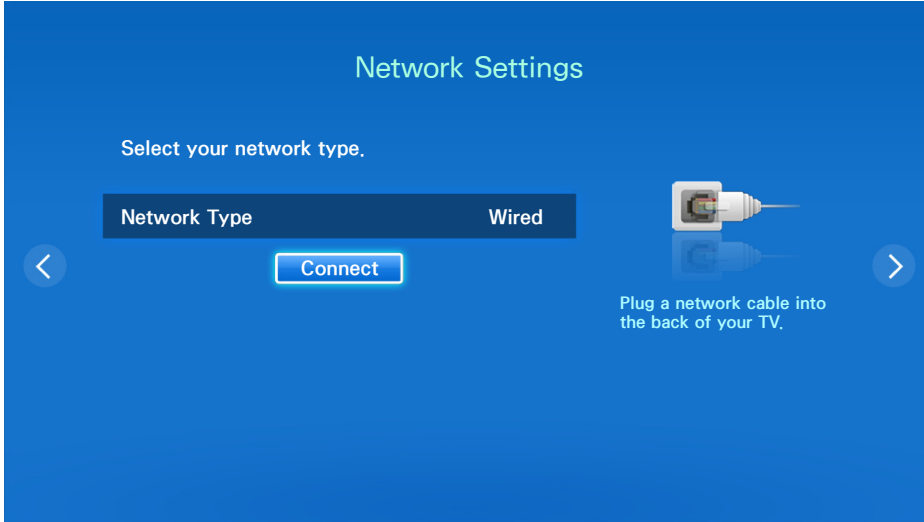 Network Settings
Select your network type.
Network Type Wired
Connect
Plug a network cable into
the back of your TV.